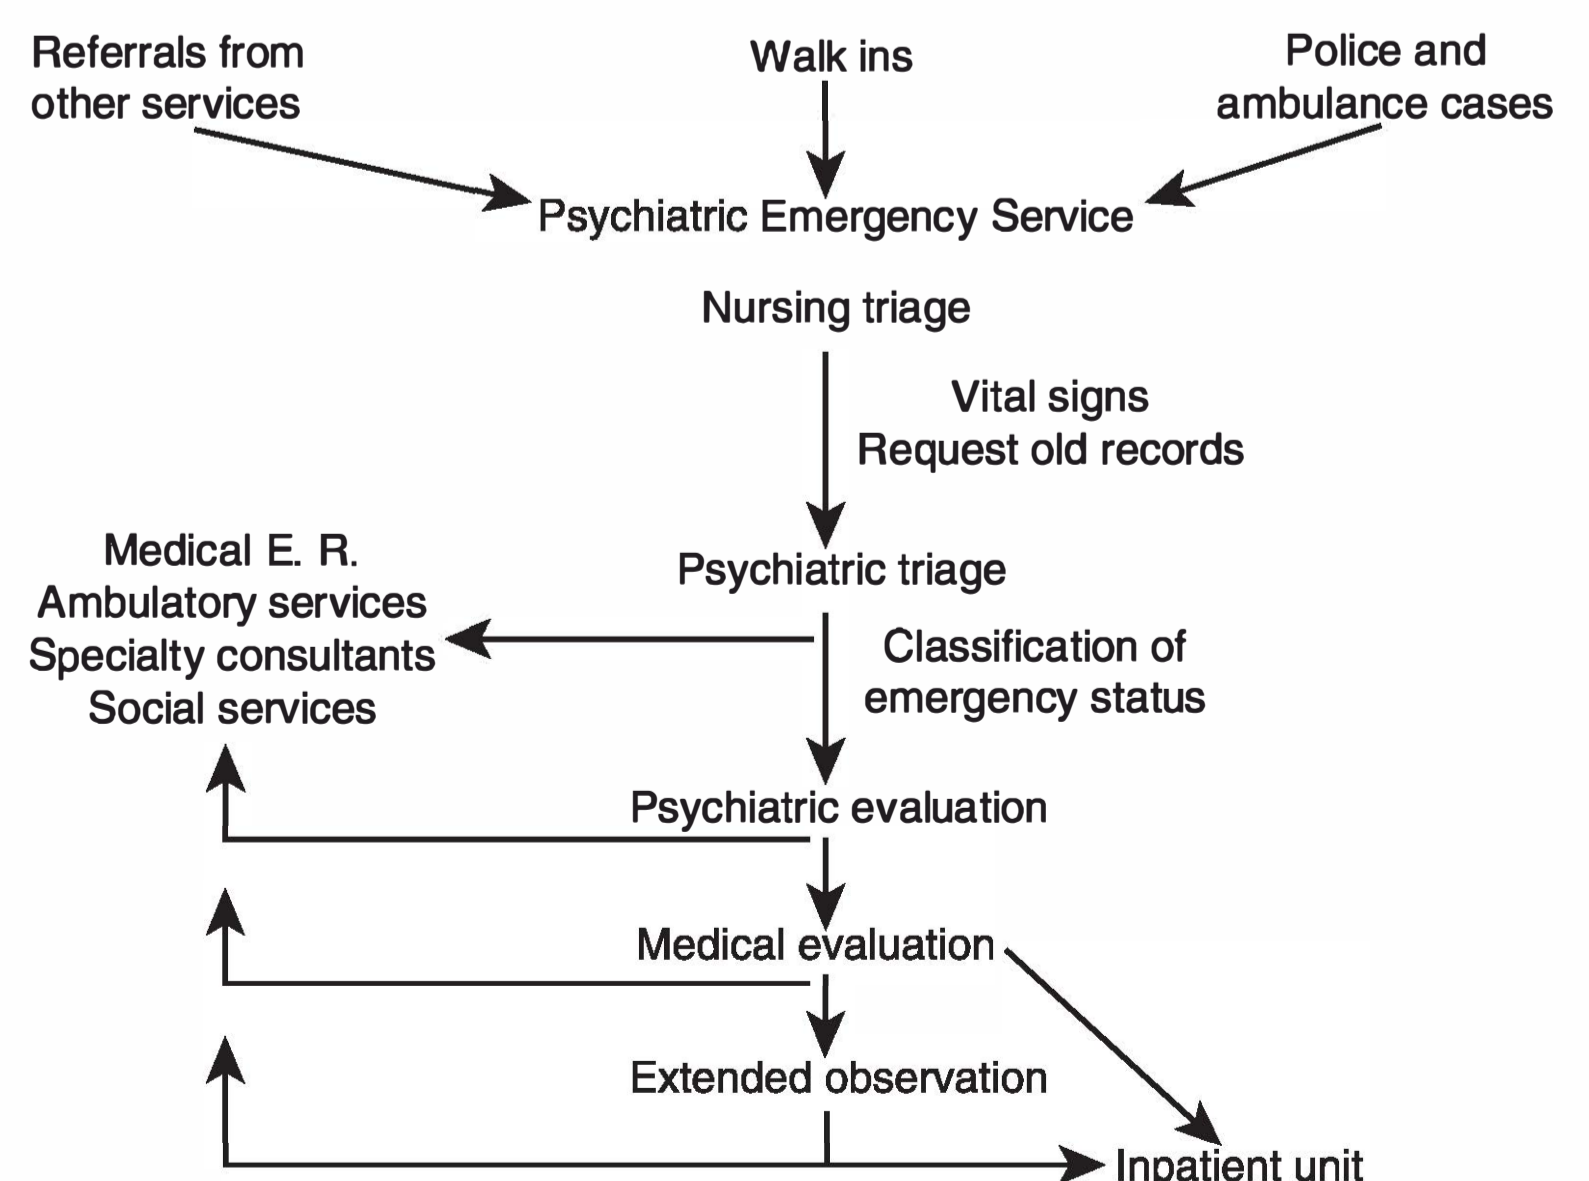 Referrals from
other services
Walk ins
Police and
ambulance cases
Psychiatric Emergency Service
Nursing triage
Vital signs
Request old records
Psychiatric triage
Medical E. R.
Ambulatory services
Specialty consultants
Social services
Classification of
emergency status
Psychiatric evaluation
Medical evaluation
Extended observation
Inpatient unit